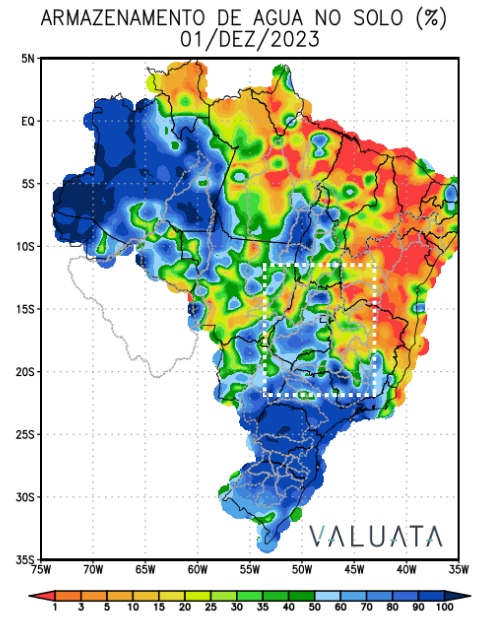 ARMAZENAMENTO DE AGUA NO SOLO (%)
01/DEZ/2023
5N
EQ
5S
10S
15S
20S
25S
30S
35S
VALUATA
75W 70W 65W 60W 55W 50W 45W 40W 35W
1 3 5 10 15 20 25 30 35 40 50 60 70 80 90 100